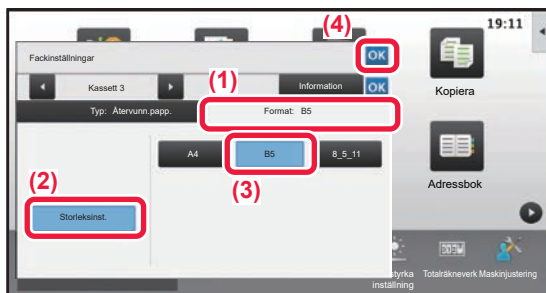 (4)
19:11
Fackinställningar
OK
Kassett 3
(1)
Information
OK
Kopiera
Typ: Återvunn.papp.
Format: B5
A4
B5
8_5_11
(2)
(3)
Adressbok
Storleksinst.
styrka
inställning
Totalräkneverk
Maskinjustering